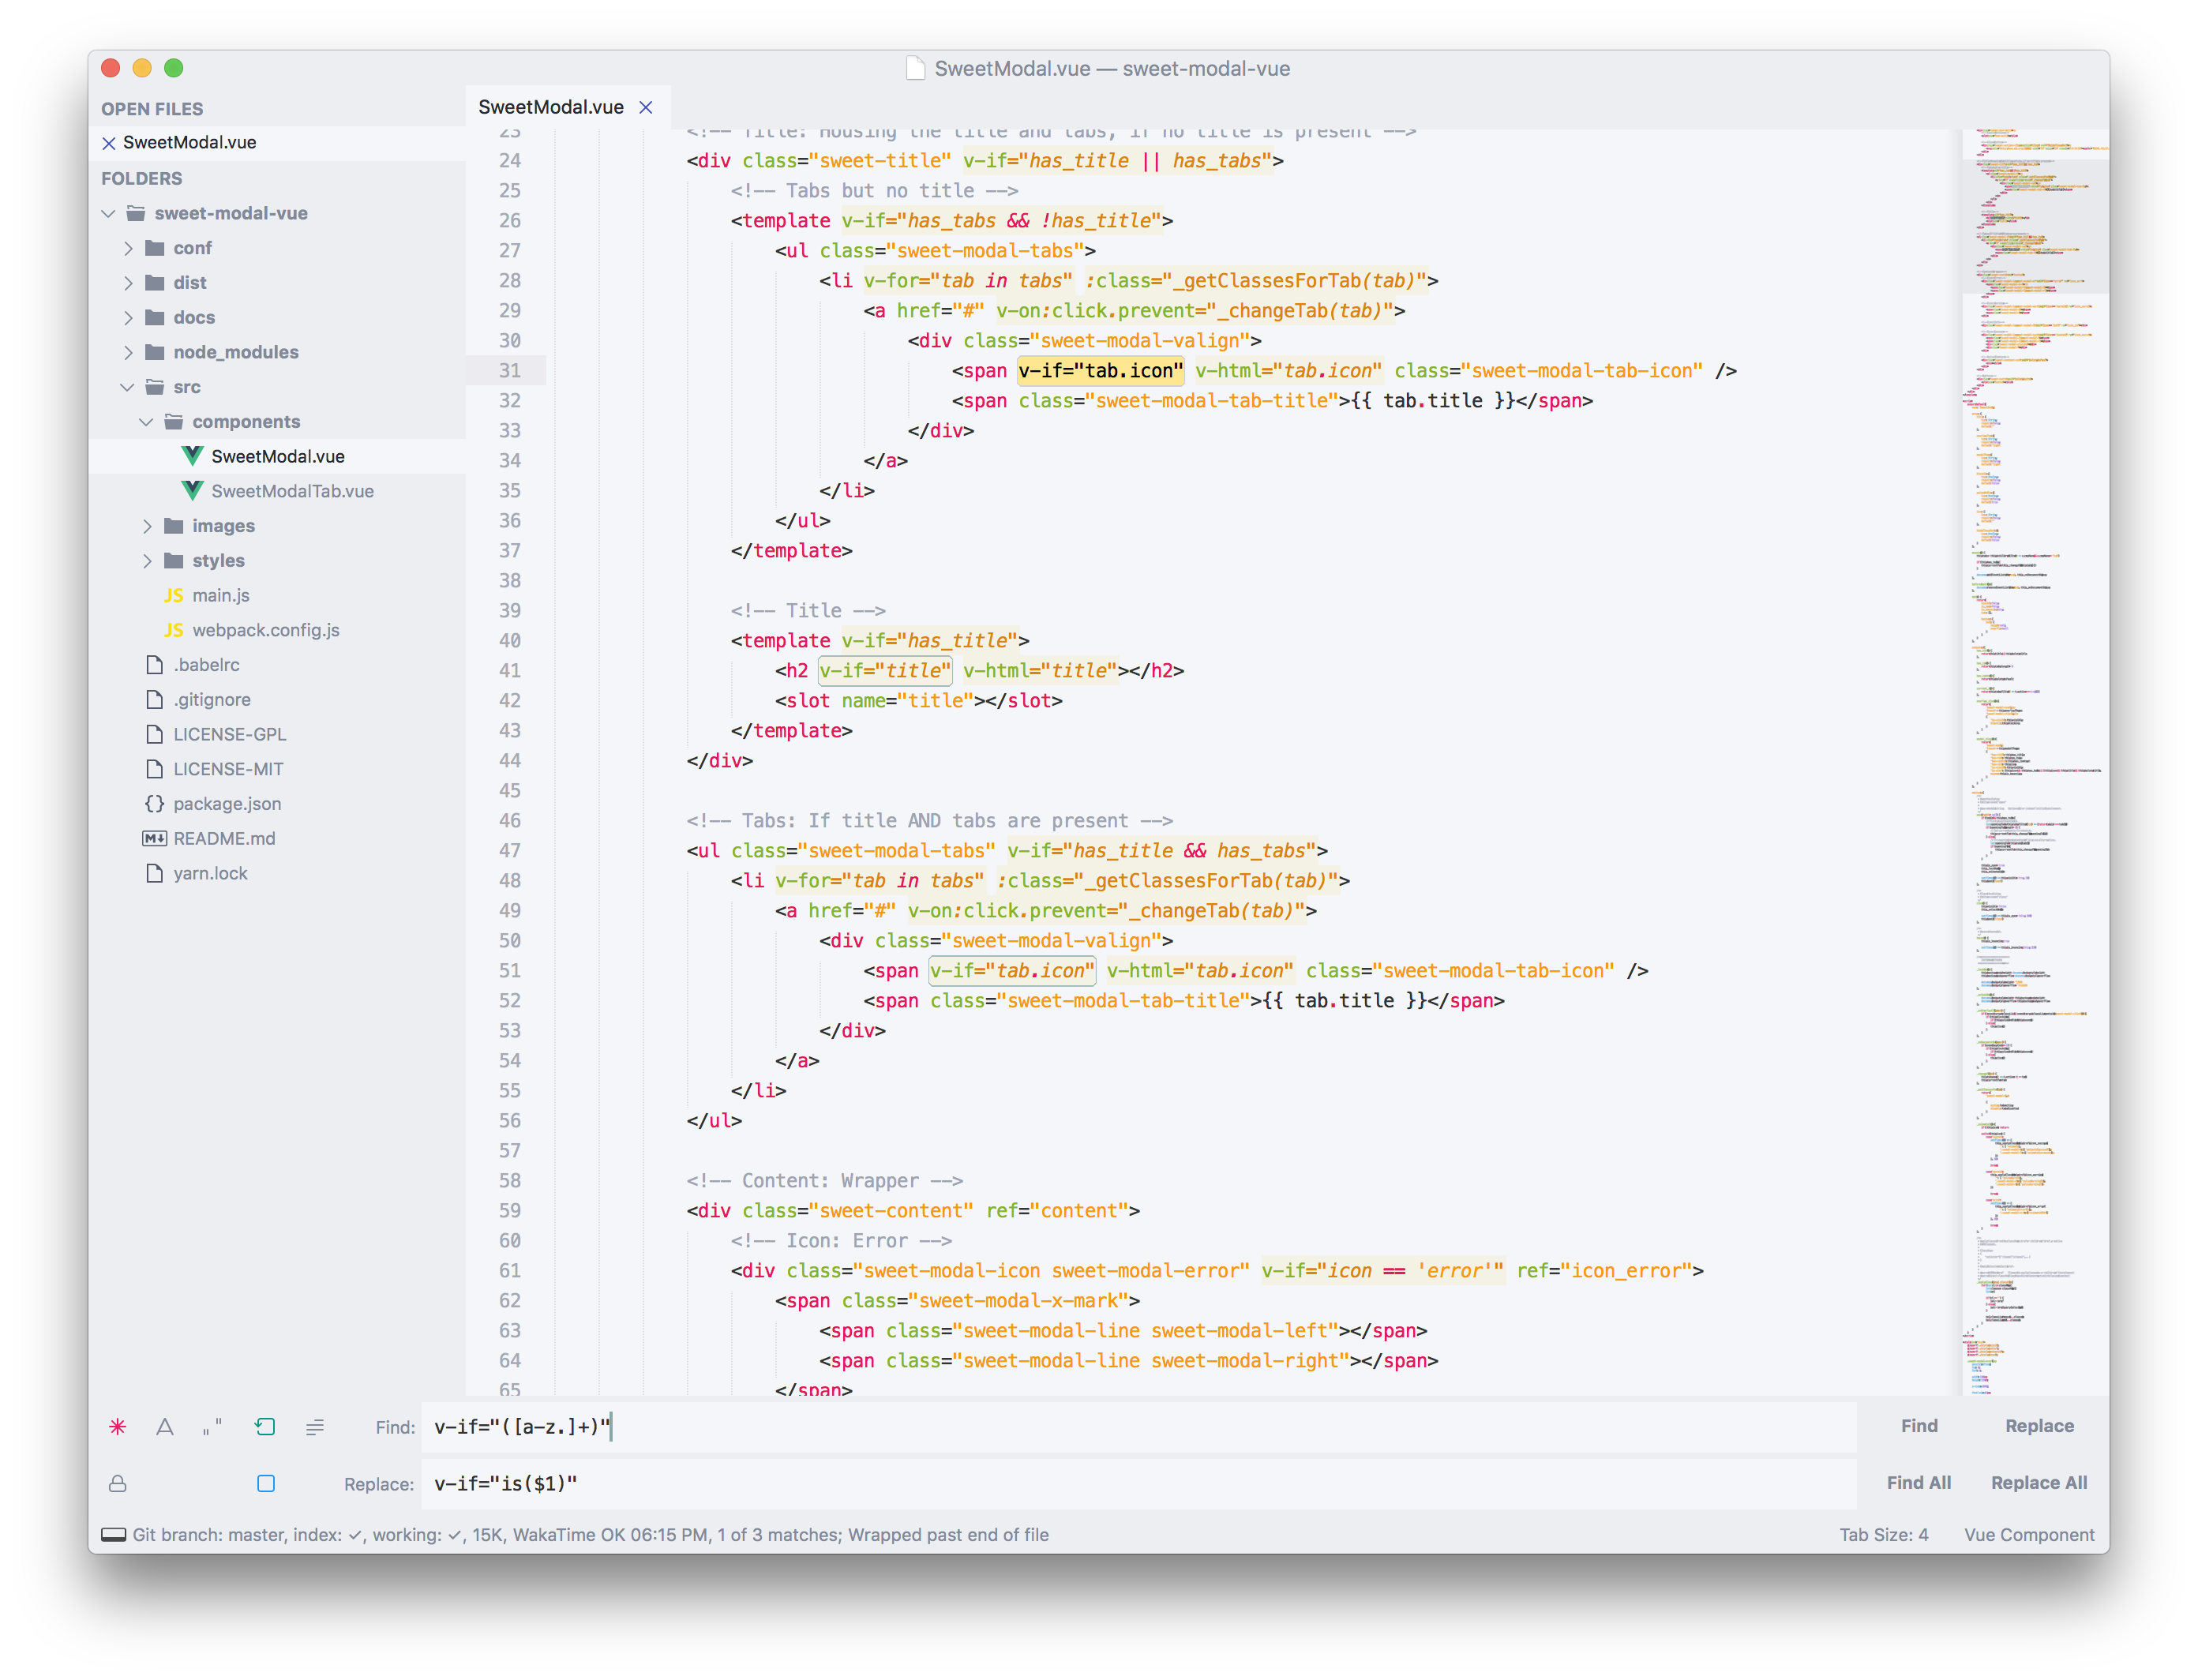 SweetModal.vue — sweet-modal-vue
OPEN FILES
SweetModal.vue
FOLDERS
sweet-modal-vue
conf
dist
docs
node_modules
src
components
SweetModal.vue
SweetModalTab.vue
images
styles
JS main.js
JS webpack.config.js
.babelrc
.gitignore
LICENSE-GPL
LICENSE-MIT
{} package.json
M↓ README.md
yarn.lock
SweetModal.vue
23 <!-- Title: Housing the title and tabs, if no title is present -->
24 <div class="sweet-title" v-if="has_title || has_tabs">
25 <!-- Tabs but no title -->
26 <template v-if="has_tabs && !has_title">
27 <ul class="sweet-modal-tabs">
28 <li v-for="tab in tabs" :class="_getClassesForTab(tab)">
29 <a href="#" v-on:click.prevent="_changeTab(tab)">
30 <div class="sweet-modal-valign">
31 <span v-if="tab.icon" v-html="tab.icon" class="sweet-modal-tab-icon" />
32 <span class="sweet-modal-tab-title">{{ tab.title }}</span>
33 </div>
34 </a>
35 </li>
36 </ul>
37 </template>
38
39 <!-- Title -->
40 <template v-if="has_title">
41 <h2 v-if="title" v-html="title"></h2>
42 <slot name="title"></slot>
43 </template>
44 </div>
45
46 <!-- Tabs: If title AND tabs are present -->
47 <ul class="sweet-modal-tabs" v-if="has_title && has_tabs">
48 <li v-for="tab in tabs" :class="_getClassesForTab(tab)">
49 <a href="#" v-on:click.prevent="_changeTab(tab)">
50 <div class="sweet-modal-valign">
51 <span v-if="tab.icon" v-html="tab.icon" class="sweet-modal-tab-icon" />
52 <span class="sweet-modal-tab-title">{{ tab.title }}</span>
53 </div>
54 </a>
55 </li>
56 </ul>
57
58 <!-- Content: Wrapper -->
59 <div class="sweet-content" ref="content">
60 <!-- Icon: Error -->
61 <div class="sweet-modal-icon sweet-modal-error" v-if="icon == 'error'" ref="icon_error">
62 <span class="sweet-modal-x-mark">
63 <span class="sweet-modal-line sweet-modal-left"></span>
64 <span class="sweet-modal-line sweet-modal-right"></span>
65 </span>
Find: v-if="([a-z.]+)"
Find Replace
Replace: v-if="is($1)"
Find All Replace All
Git branch: master, index: ✓, working: ✓, 15K, WakaTime OK 06:15 PM, 1 of 3 matches; Wrapped past end of file
Tab Size: 4 Vue Component